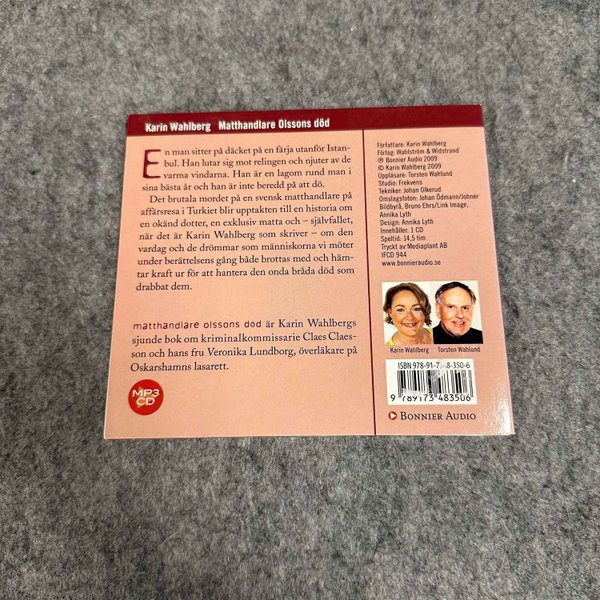 Karin Wahlberg Matthandlare Olssons död
En man sitter på däcket på en färja utanför Istan-
bul. Han lutar sig mot relingen och njuter av de
varma vindarna. Han är en lagom rund man i
sina bästa år och han är inte beredd på att dö.
Det brutala mordet på en svensk matthandlare på
affärsresa i Turkiet blir upptakten till en historia om
en okänd dotter, en exklusiv matta och – självfallet,
när det är Karin Wahlberg som skriver – om den
vardag och de drömmar som människorna vi möter
under berättelsens gång både brottas med och häm-
tar kraft ur för att hantera den onda bråda död som
drabbat dem.
matthandlare olssons död är Karin Wahlbergs
sjunde bok om kriminalkommissarie Claes Claes-
son och hans fru Veronika Lundborg, överläkare på
Oskarshamns lasarett.
MP3
CD
Författare: Karin Wahlberg
Förlag: Wahlström & Widstrand
℗ Bonnier Audio 2009
© Karin Wahlberg 2009
Uppläsare: Torsten Wahlund
Studio: Frekvens
Tekniker: Johan Olkerud
Omslagsfoton: Johan Ödmann/Johnér
Bildbyrå, Bruno Ehrs/Link Image,
Annika Lyth
Design: Annika Lyth
Innehåller: 1 CD
Speltid: 14,5 tim
Tryckt av Mediaplant AB
IFCD 944
www.bonnieraudio.se
Karin Wahlberg Torsten Wahlund
ISBN 978-91-7348-350-6
9 789173 483506
BONNIER AUDIO